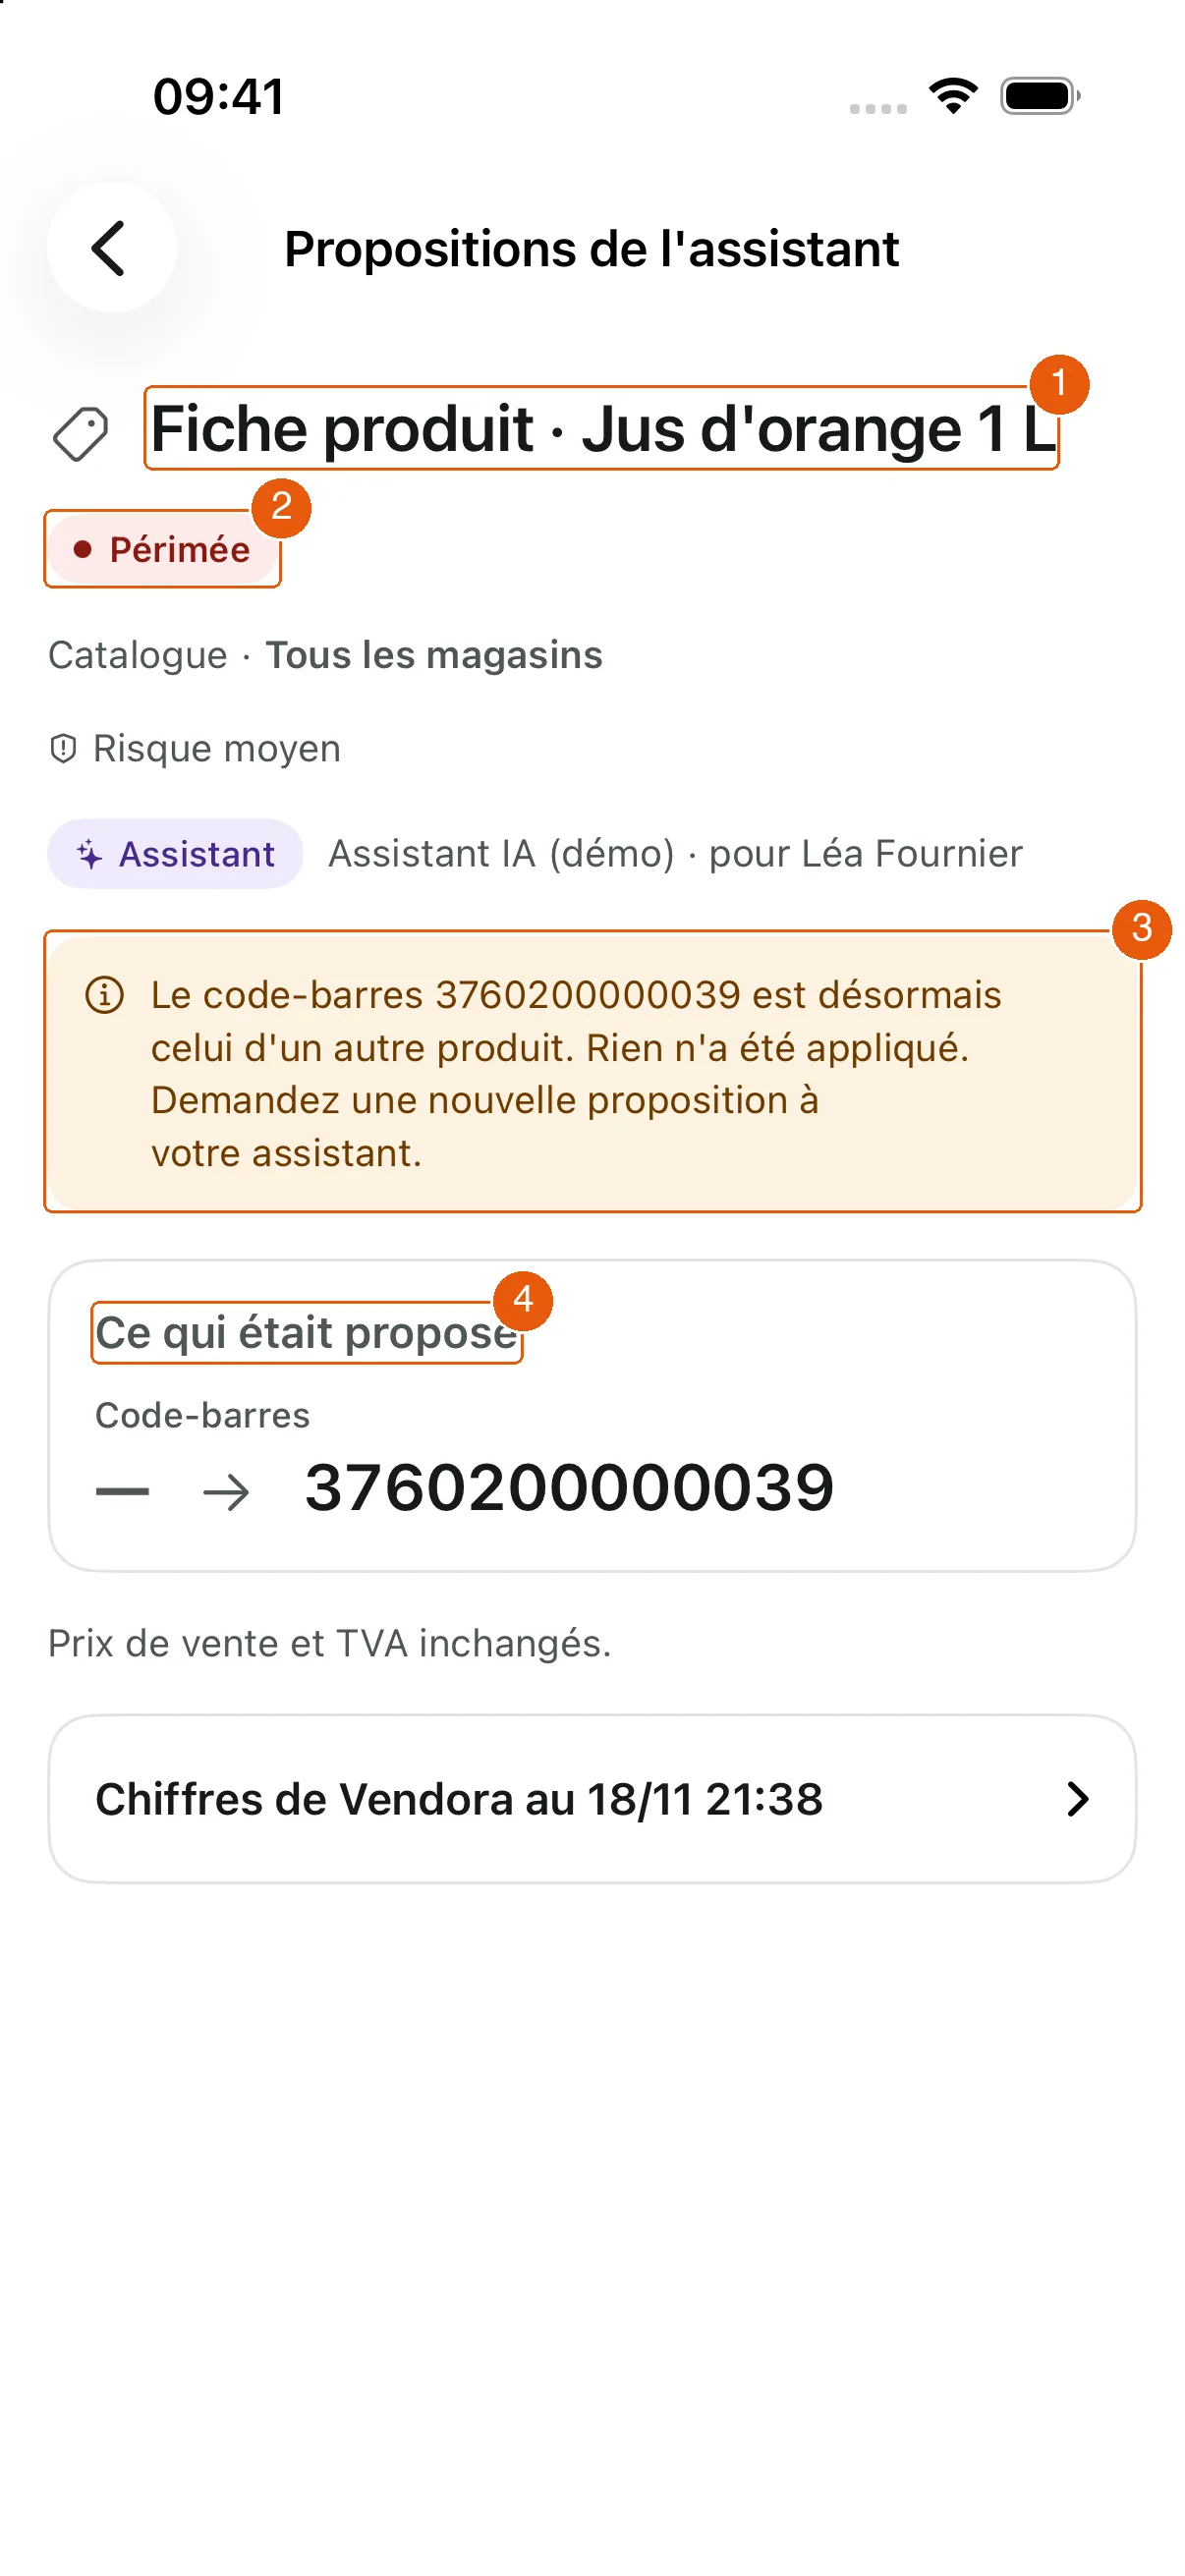 09:41
Propositions de l'assistant
1
Fiche produit · Jus d'orange 1 L
2
Périmée
Catalogue · Tous les magasins
Risque moyen
Assistant Assistant IA (démo) · pour Léa Fournier
3
Le code-barres 3760200000039 est désormais
celui d'un autre produit. Rien n'a été appliqué.
Demandez une nouvelle proposition à
votre assistant.
4
Ce qui était proposé
Code-barres
— → 3760200000039
Prix de vente et TVA inchangés.
Chiffres de Vendora au 18/11 21:38